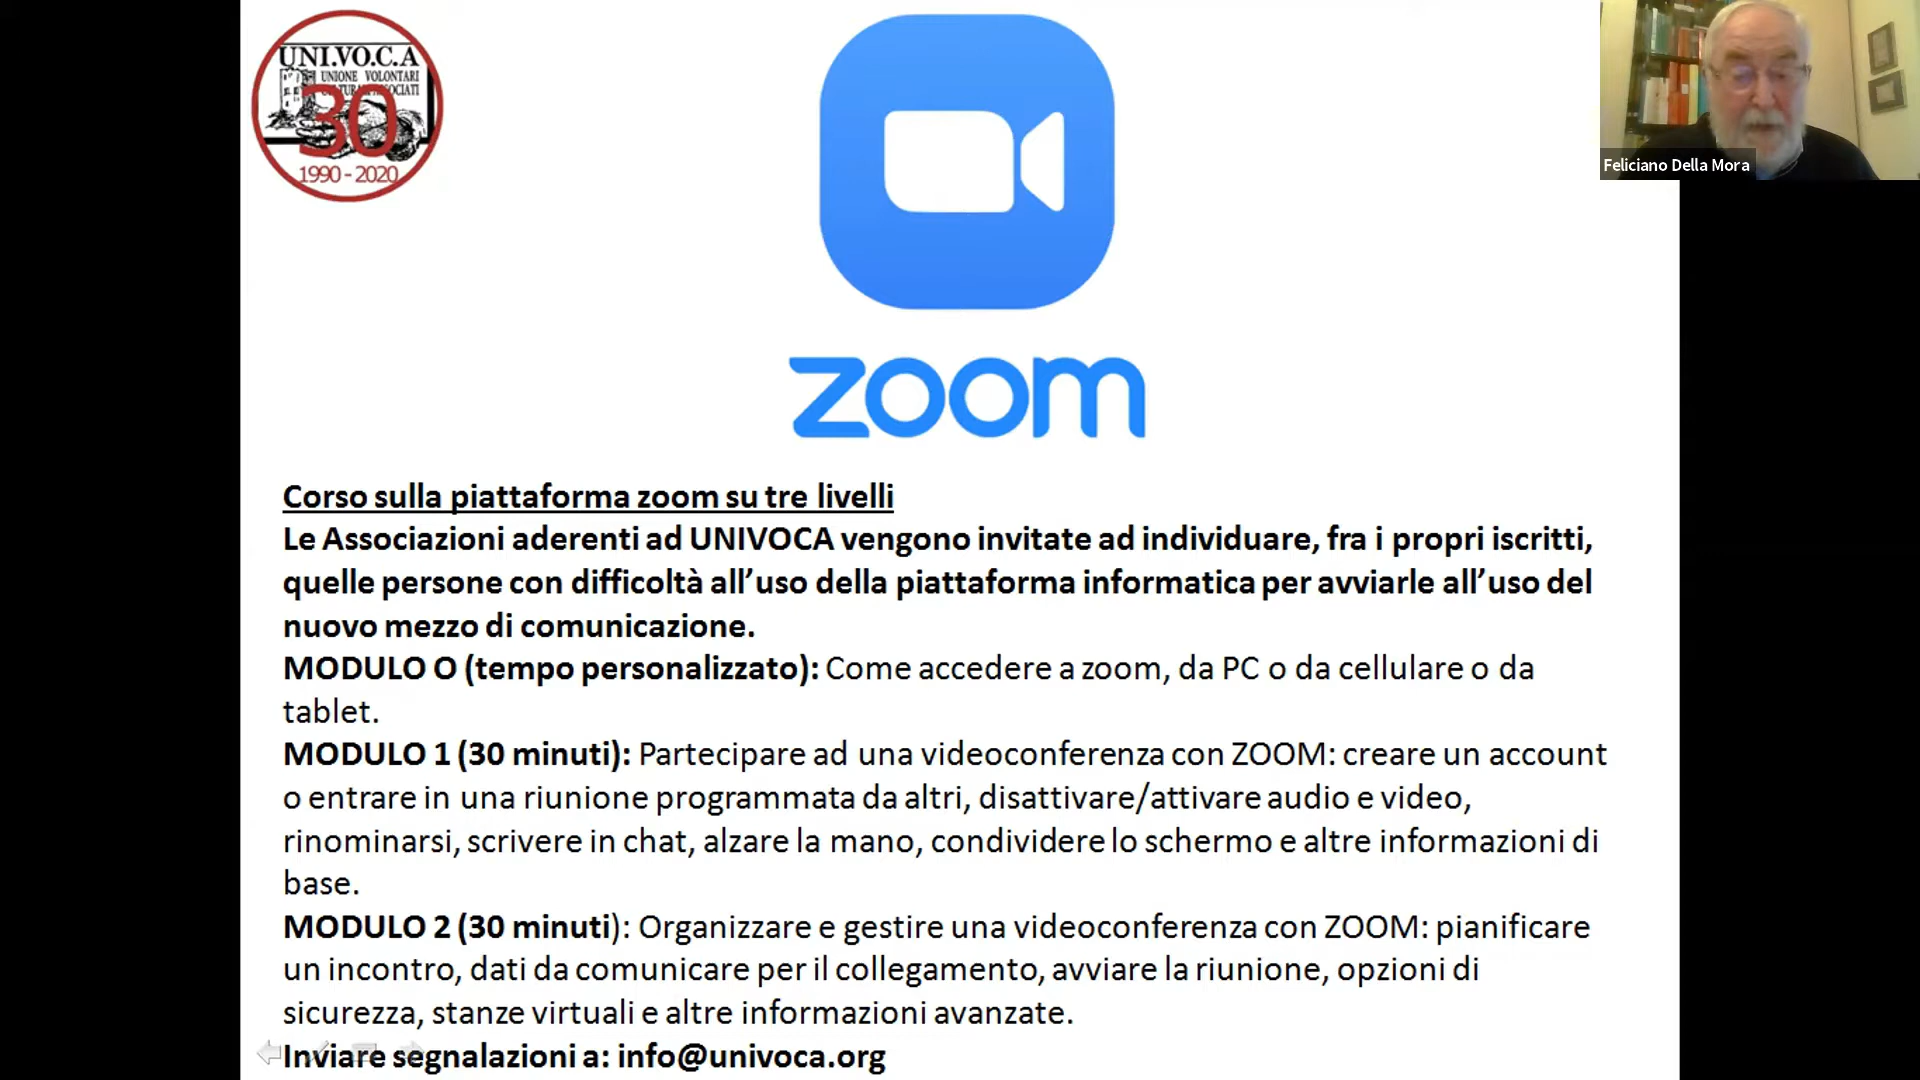 UNI.VO.C.A
UNIONE VOLONTARI
CULTURALI ASSOCIATI
30
1990 - 2020
zoom
Feliciano Della Mora
Corso sulla piattaforma zoom su tre livelli
Le Associazioni aderenti ad UNIVOCA vengono invitate ad individuare, fra i propri iscritti,
quelle persone con difficoltà all’uso della piattaforma informatica per avviarle all’uso del
nuovo mezzo di comunicazione.
MODULO O (tempo personalizzato): Come accedere a zoom, da PC o da cellulare o da
tablet.
MODULO 1 (30 minuti): Partecipare ad una videoconferenza con ZOOM: creare un account
o entrare in una riunione programmata da altri, disattivare/attivare audio e video,
rinominarsi, scrivere in chat, alzare la mano, condividere lo schermo e altre informazioni di
base.
MODULO 2 (30 minuti): Organizzare e gestire una videoconferenza con ZOOM: pianificare
un incontro, dati da comunicare per il collegamento, avviare la riunione, opzioni di
sicurezza, stanze virtuali e altre informazioni avanzate.
Inviare segnalazioni a: info@univoca.org